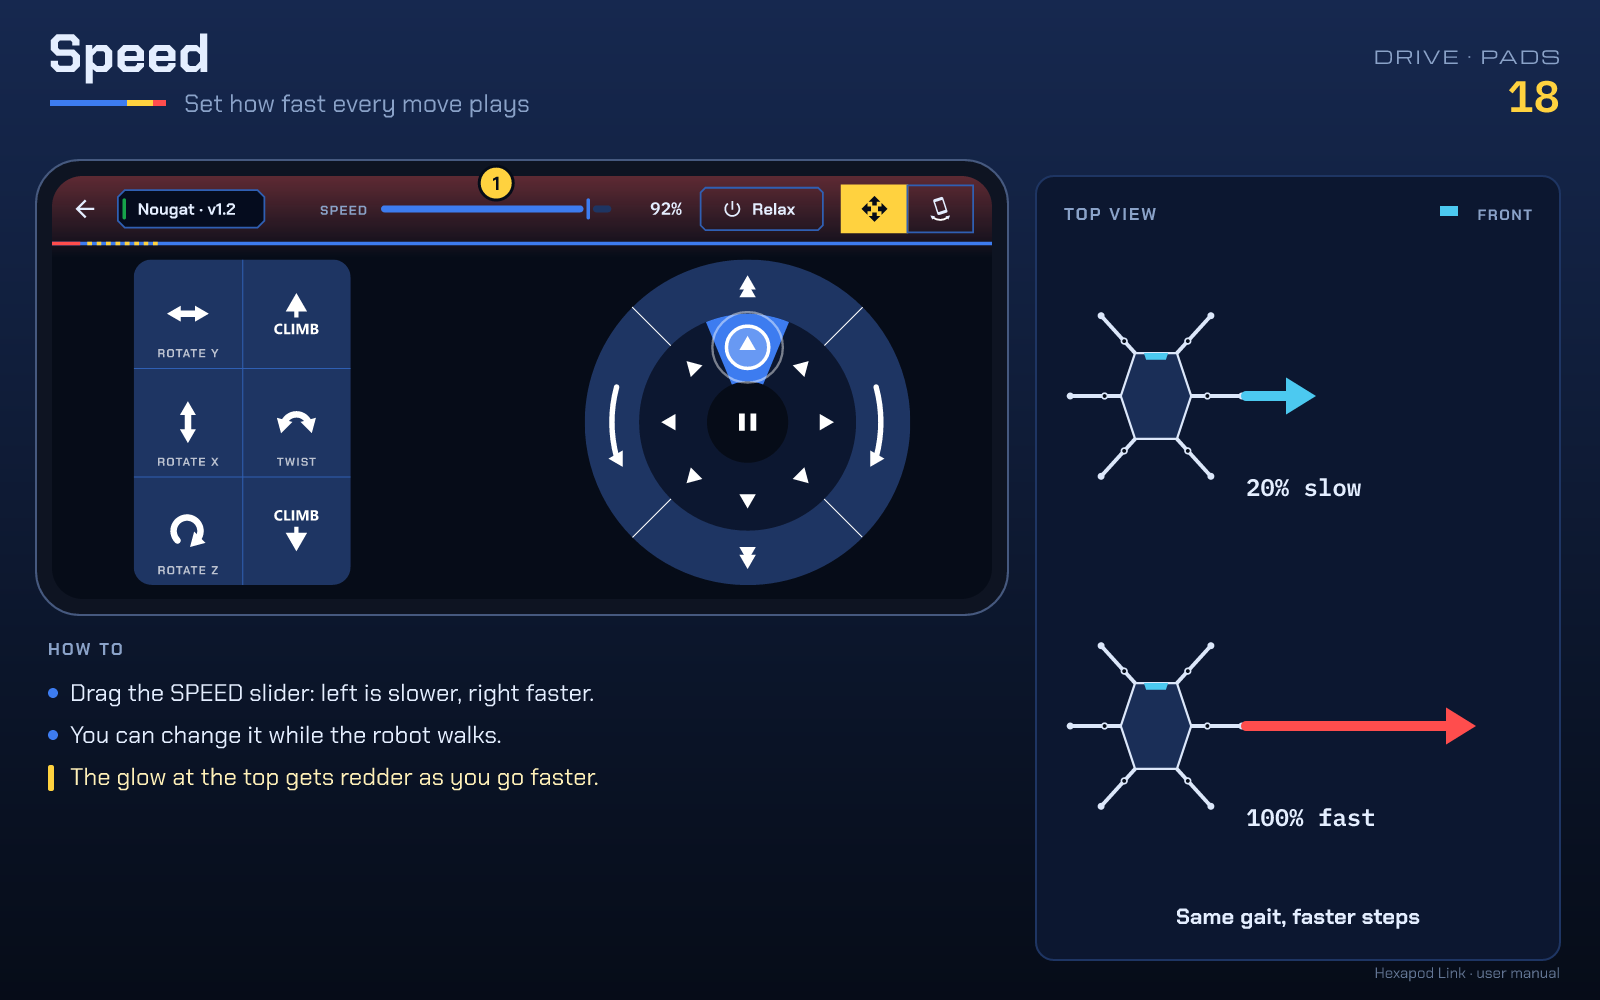 Speed
Set how fast every move plays
DRIVE · PADS
18
1
Nougat · v1.2
SPEED
92%
Relax
ROTATE Y
CLIMB
ROTATE X
TWIST
ROTATE Z
CLIMB
HOW TO
Drag the SPEED slider: left is slower, right faster.
You can change it while the robot walks.
The glow at the top gets redder as you go faster.
TOP VIEW
FRONT
20% slow
100% fast
Same gait, faster steps
Hexapod Link · user manual